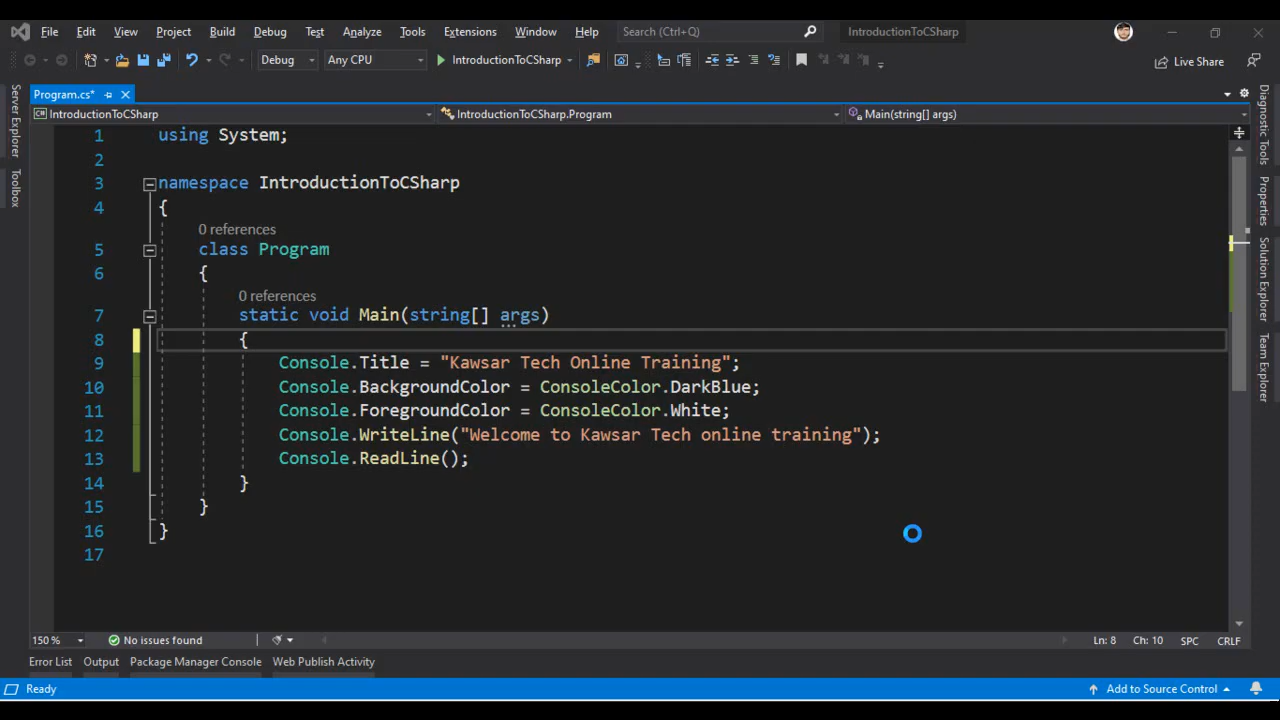 File Edit View Project Build Debug Test Analyze Tools Extensions Window Help Search (Ctrl+Q) IntroductionToCSharp
Debug Any CPU IntroductionToCSharp Live Share
Program.cs*
IntroductionToCSharp IntroductionToCSharp.Program Main(string[] args)
Server Explorer
Toolbox
1 using System;
2
3 namespace IntroductionToCSharp
4 {
0 references
5 class Program
6 {
0 references
7 static void Main(string[] args)
8 {
9 Console.Title = "Kawsar Tech Online Training";
10 Console.BackgroundColor = ConsoleColor.DarkBlue;
11 Console.ForegroundColor = ConsoleColor.White;
12 Console.WriteLine("Welcome to Kawsar Tech online training");
13 Console.ReadLine();
14 }
15 }
16 }
17
Diagnostic Tools
Properties
Solution Explorer
Team Explorer
150 % No issues found Ln: 8 Ch: 10 SPC CRLF
Error List Output Package Manager Console Web Publish Activity
Ready Add to Source Control